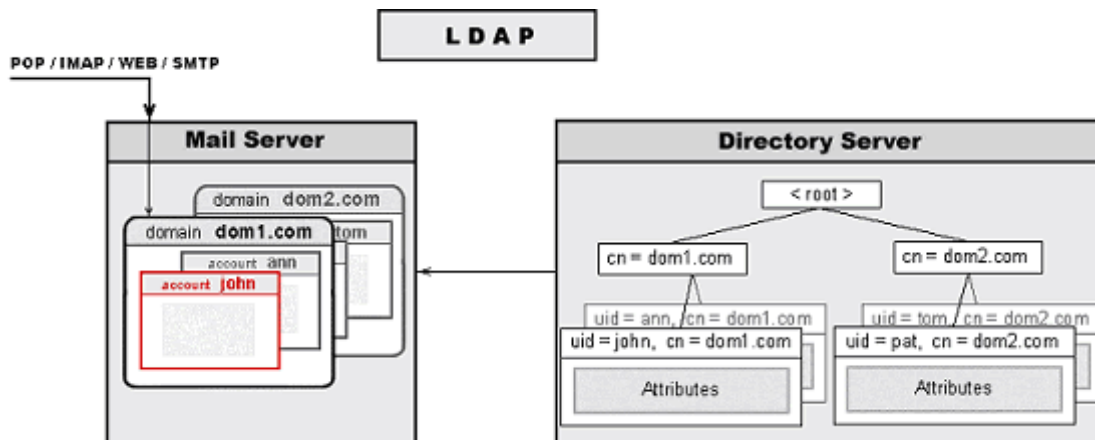 L D A P
POP / IMAP / WEB / SMTP
Mail Server
domain dom2.com
tom
domain dom1.com
account ann
account john
Directory Server
< root >
cn = dom1.com
cn = dom2.com
uid = ann, cn = dom1.com
uid = tom, cn = dom2.com
uid = john, cn = dom1.com
uid = pat, cn = dom2.com
Attributes
Attributes